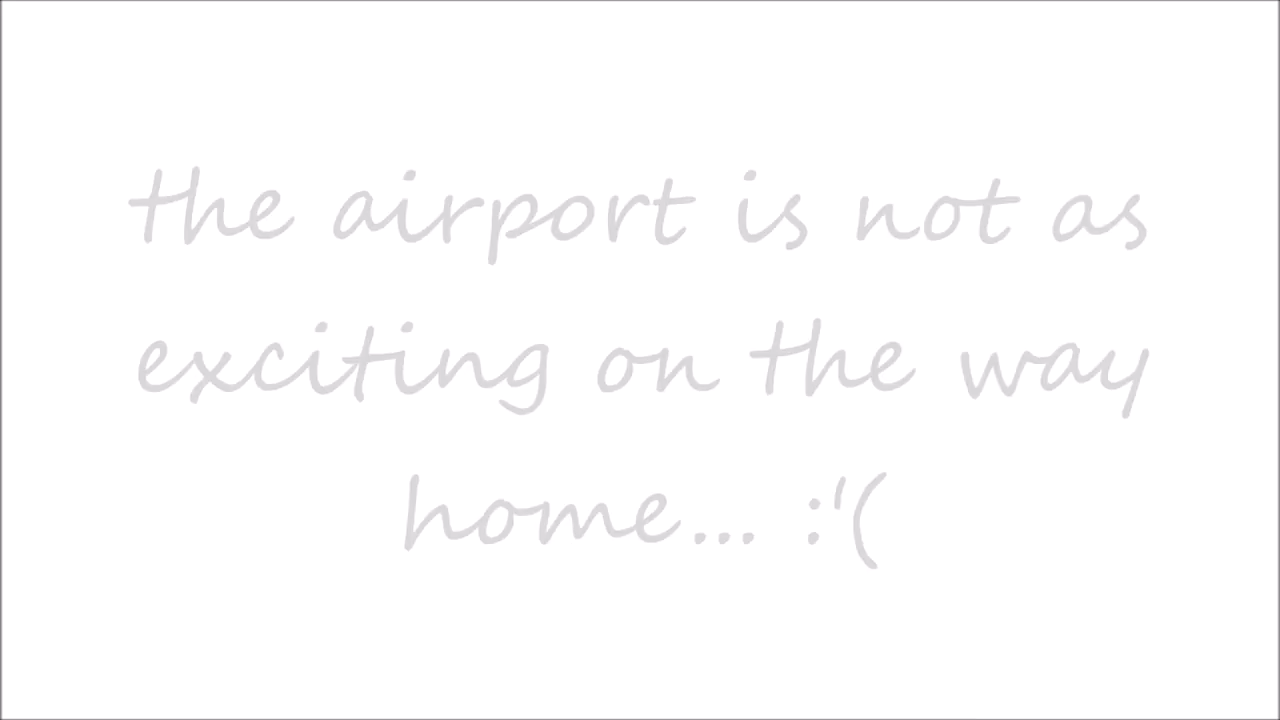 the airport is not as
exciting on the way
home... :'(